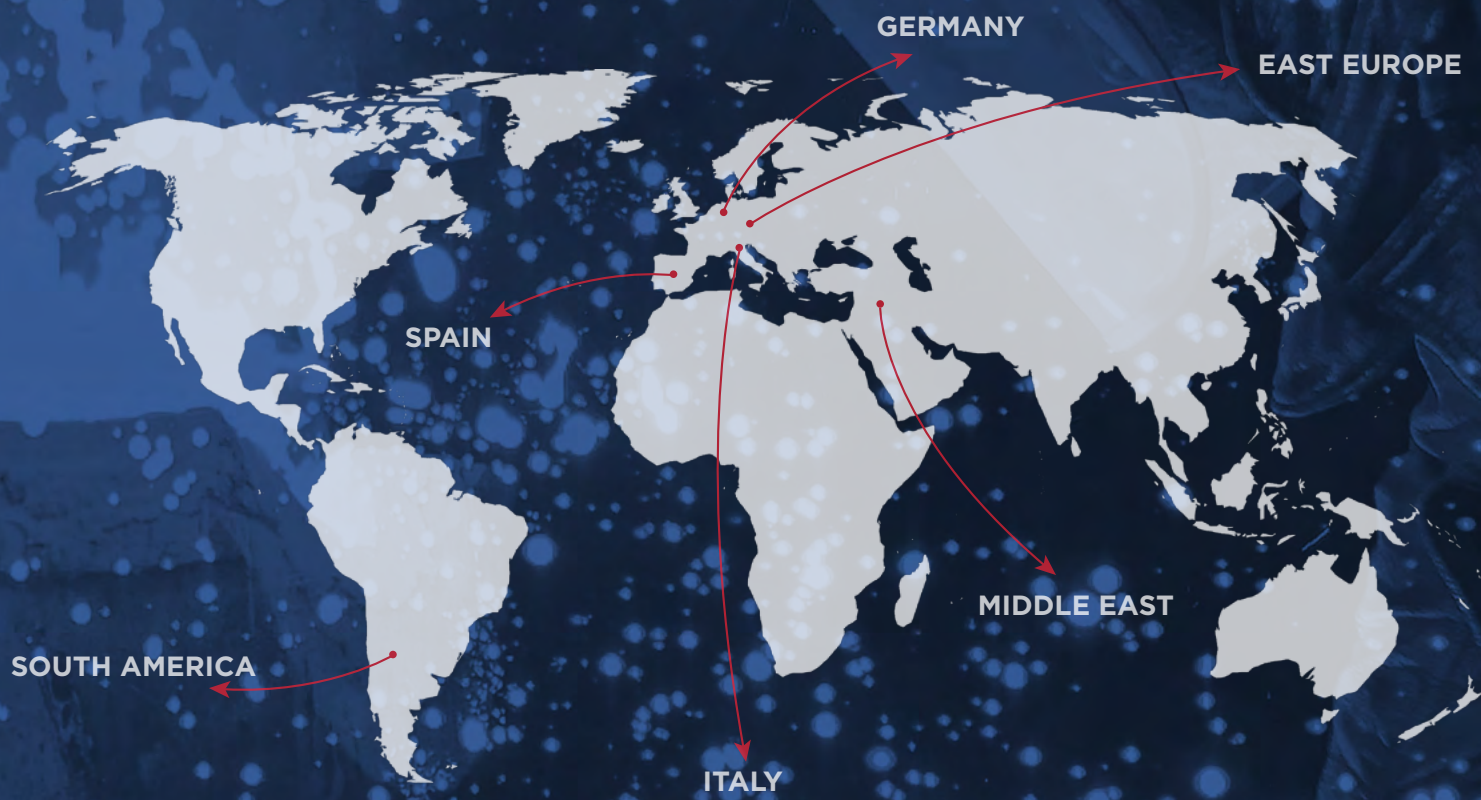 GERMANY
EAST EUROPE
SPAIN
MIDDLE EAST
SOUTH AMERICA
ITALY